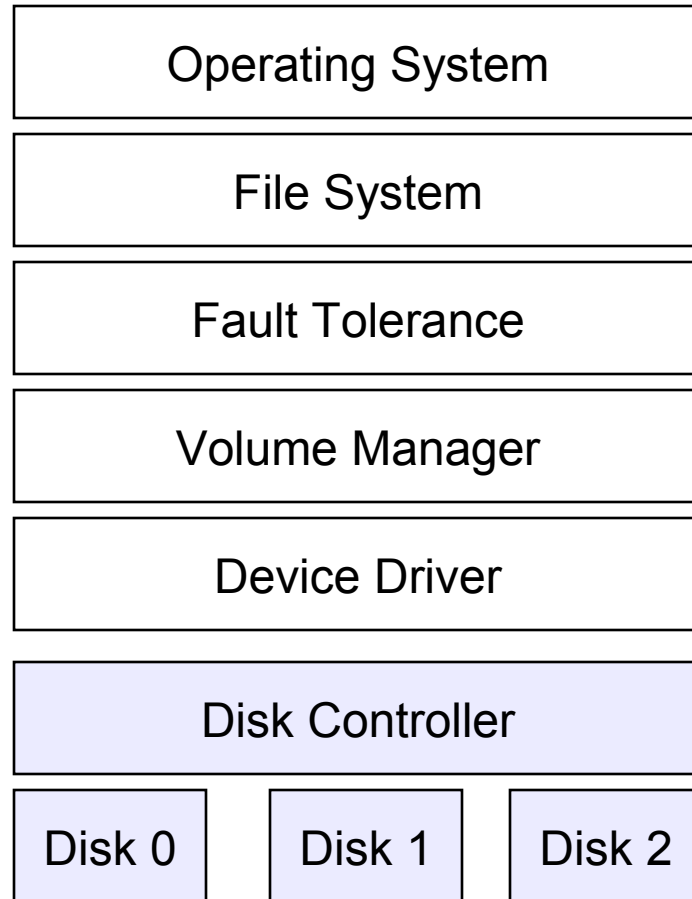 Operating System
File System
Fault Tolerance
Volume Manager
Device Driver
Disk Controller
Disk 0 Disk 1 Disk 2